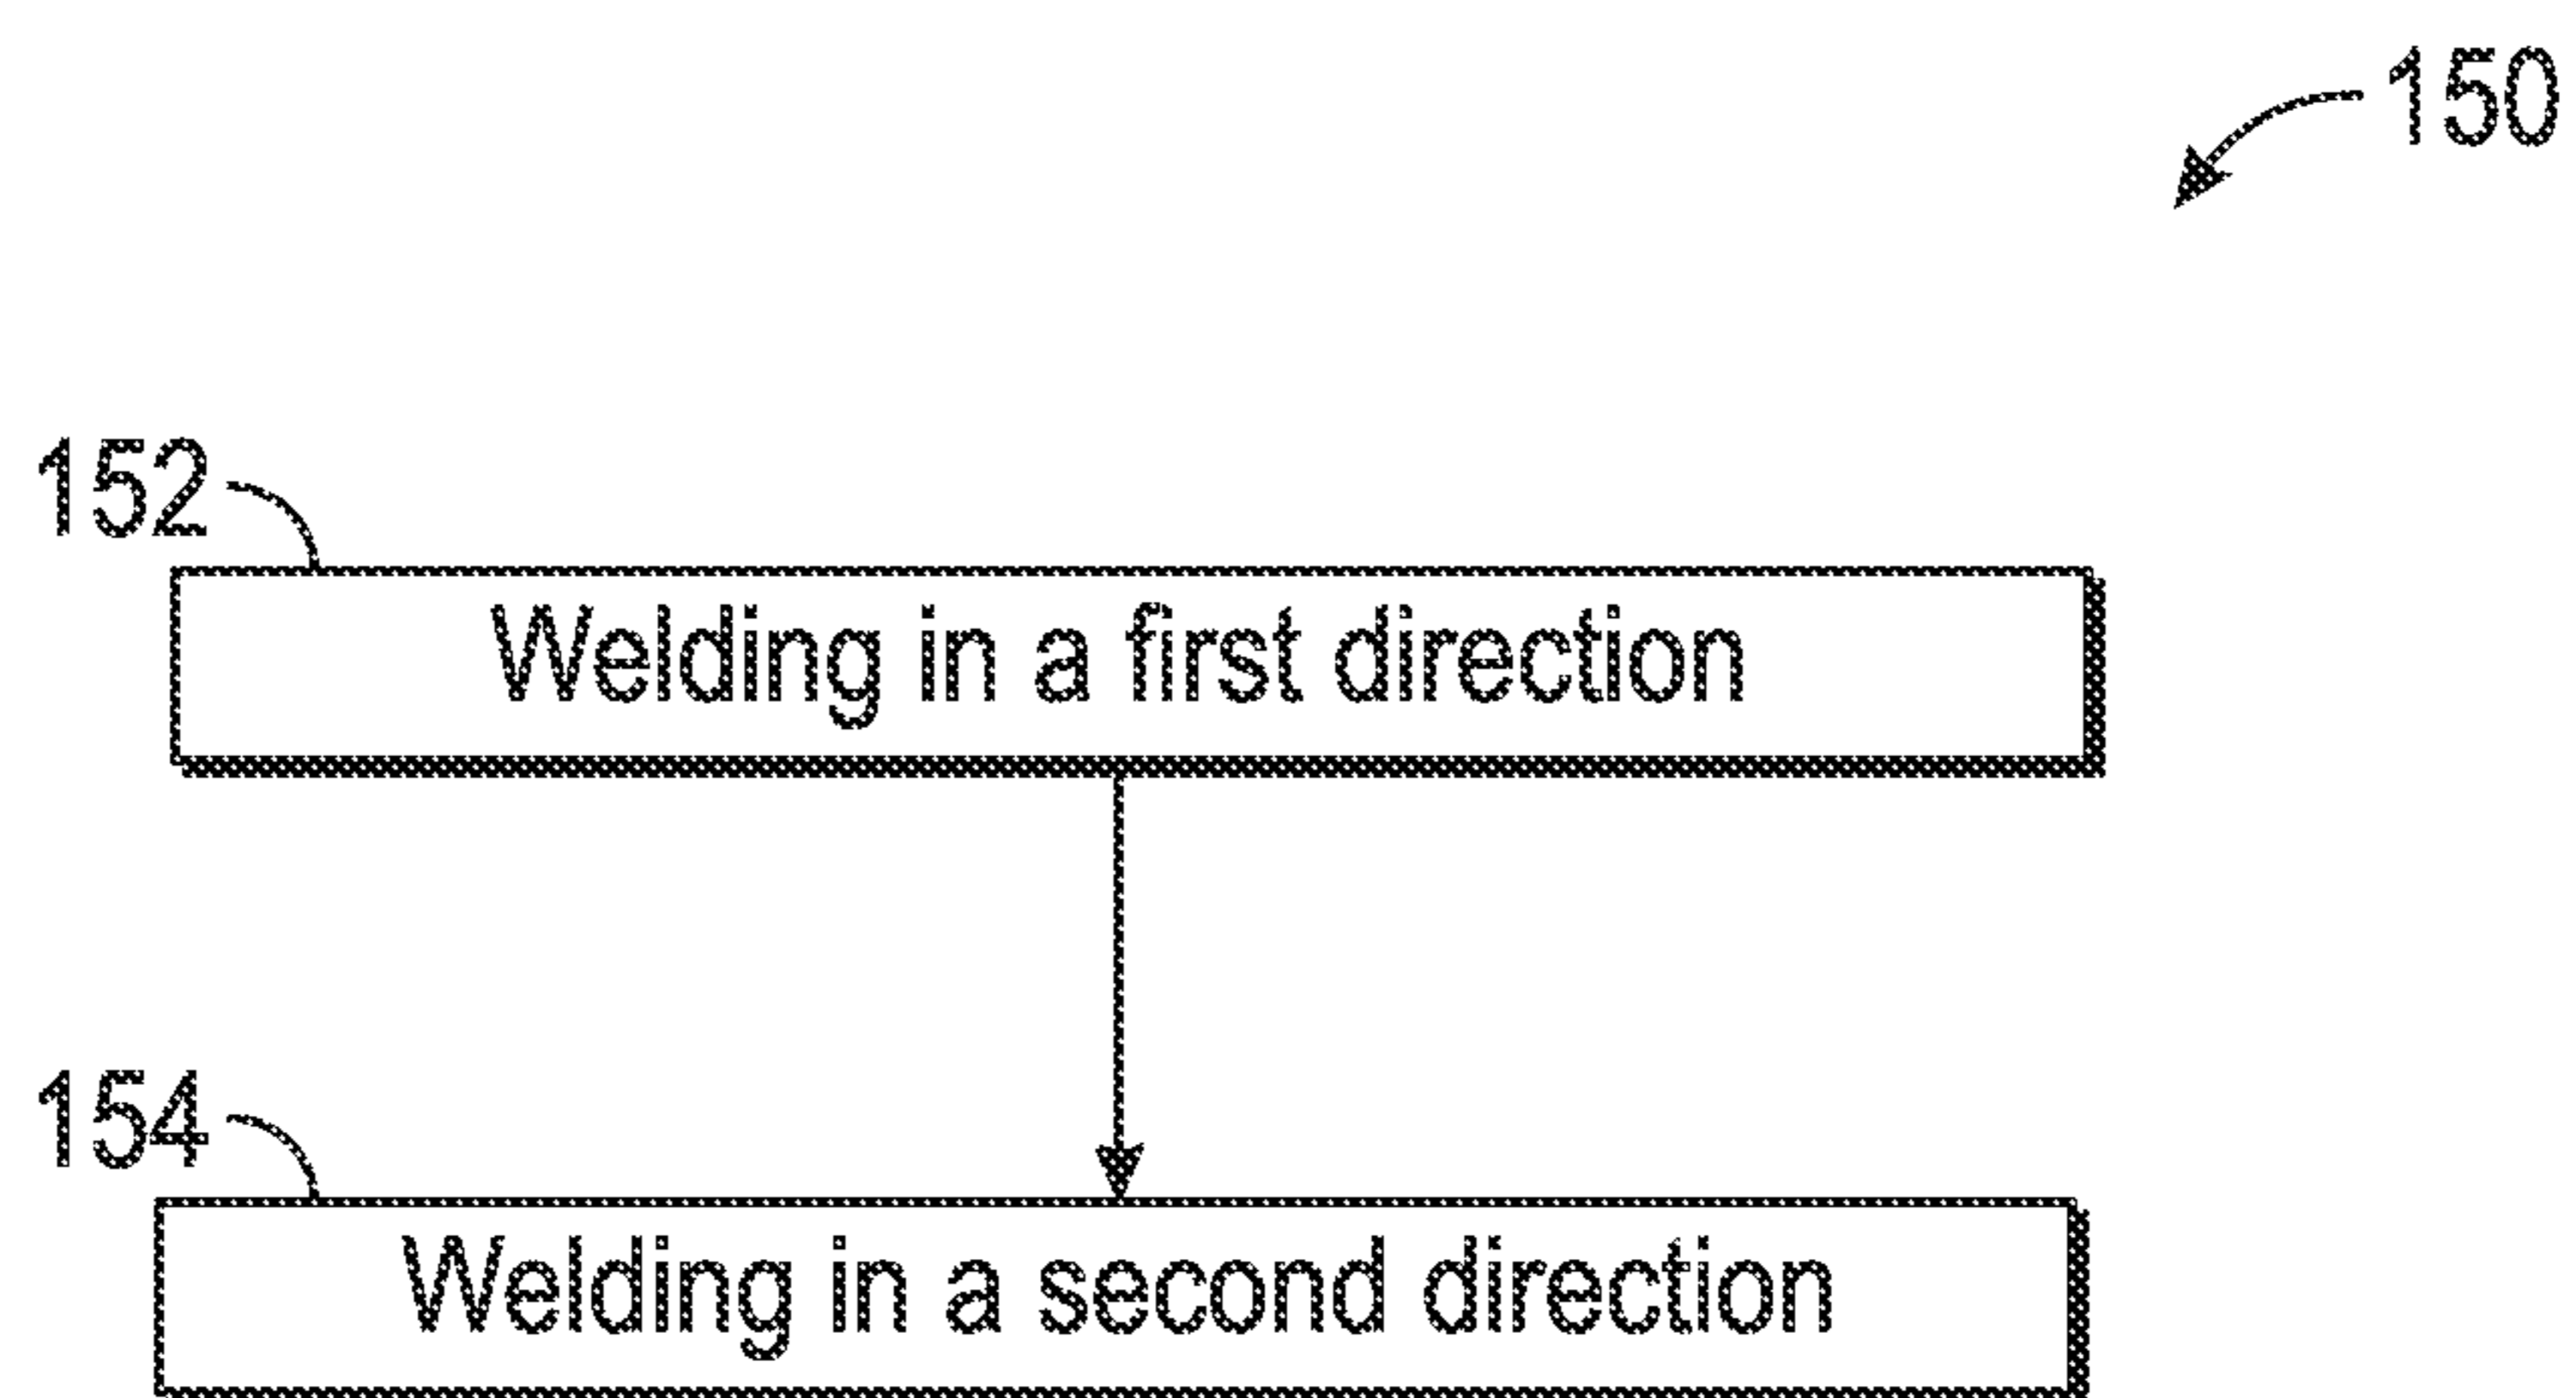 150
152
Welding in a first direction
154
Welding in a second direction